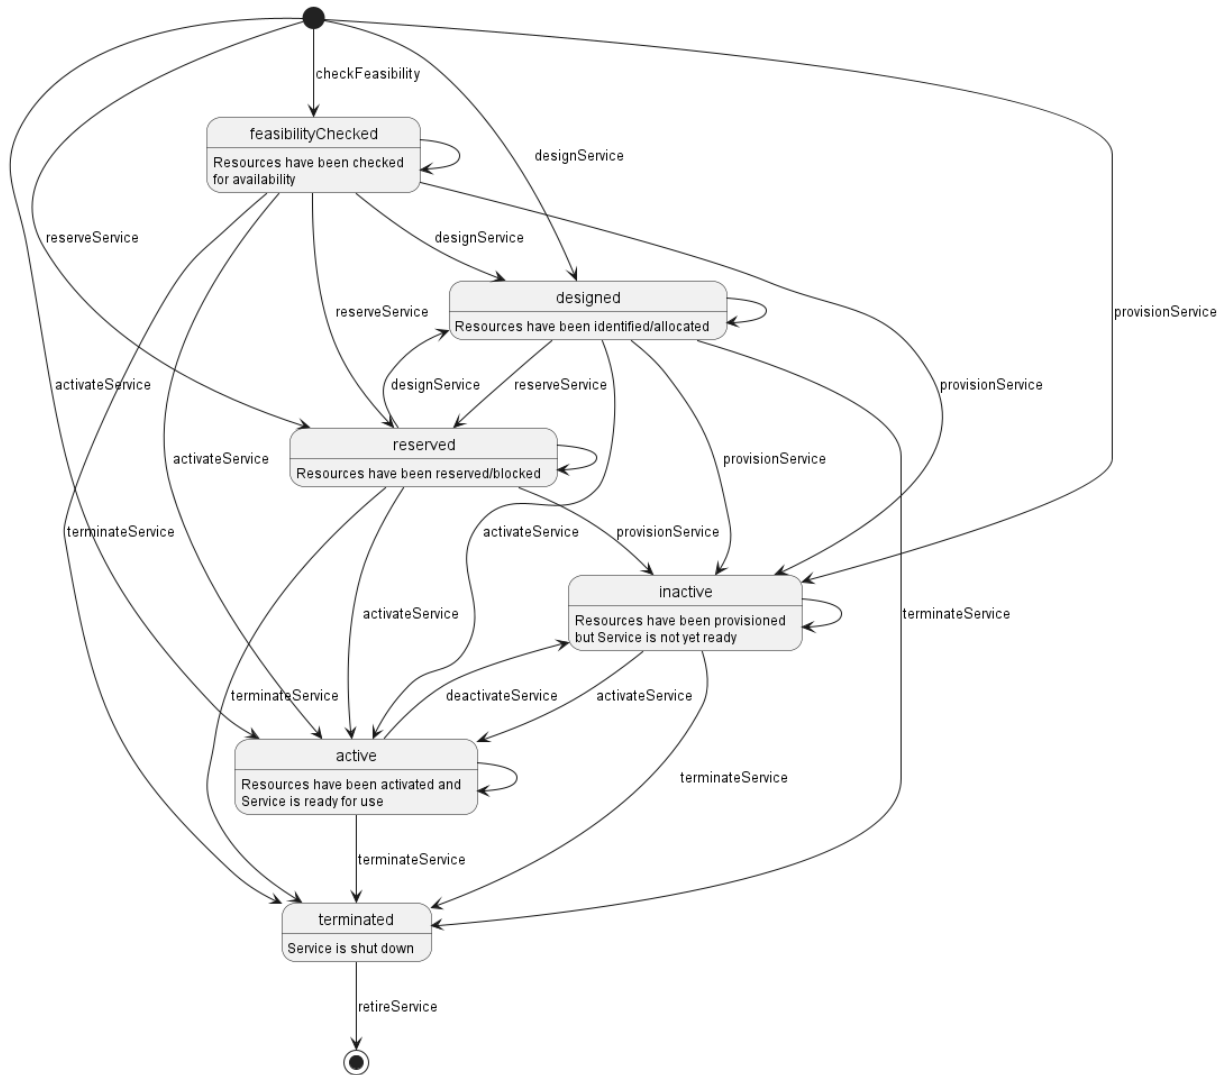 checkFeasibility
feasibilityChecked
Resources have been checked
for availability
designService
reserveService
designService
designed
Resources have been identified/allocated
reserveService
provisionService
activateService
designService
reserveService
provisionService
reserved
Resources have been reserved/blocked
activateService
provisionService
terminateService
activateService
provisionService
inactive
Resources have been provisioned
but Service is not yet ready
activateService
terminateService
terminateService
deactivateService
activateService
active
Resources have been activated and
Service is ready for use
terminateService
terminateService
terminated
Service is shut down
retireService